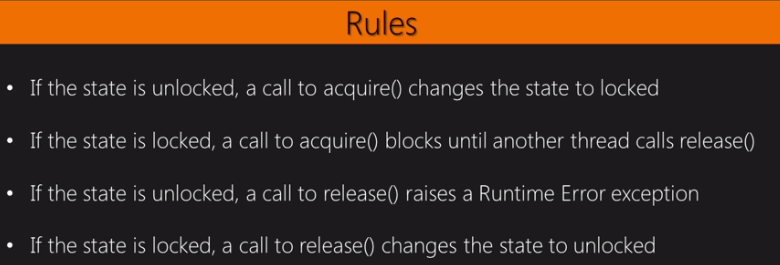 Rules
• If the state is unlocked, a call to acquire() changes the state to locked
• If the state is locked, a call to acquire() blocks until another thread calls release()
• If the state is unlocked, a call to release() raises a Runtime Error exception
• If the state is locked, a call to release() changes the state to unlocked